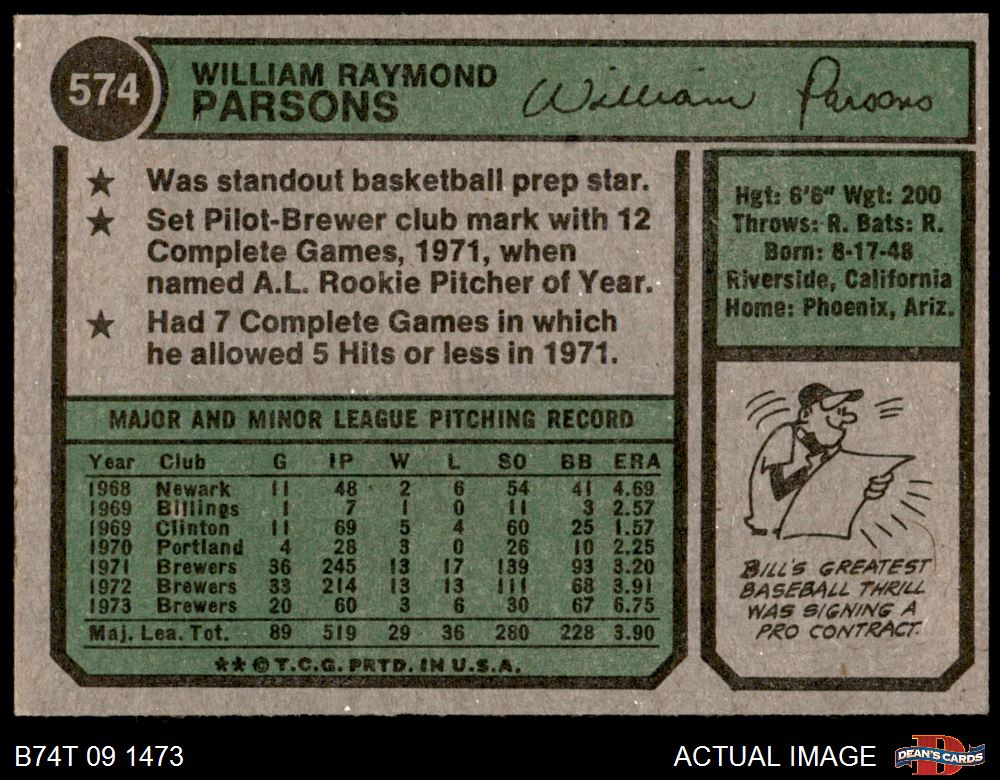 574
WILLIAM RAYMOND
PARSONS
William Parsons
★ Was standout basketball prep star.
★ Set Pilot-Brewer club mark with 12
Complete Games, 1971, when
named A.L. Rookie Pitcher of Year.
★ Had 7 Complete Games in which
he allowed 5 Hits or less in 1971.
Hgt: 6'6" Wgt: 200
Throws: R. Bats: R.
Born: 8-17-48
Riverside, California
Home: Phoenix, Ariz.
MAJOR AND MINOR LEAGUE PITCHING RECORD
Year Club G IP W L SO BB ERA
1968 Newark 11 48 2 6 54 41 4.69
1969 Billings 1 7 1 0 11 3 2.57
1969 Clinton 11 69 5 4 60 25 1.57
1970 Portland 4 28 3 0 26 10 2.25
1971 Brewers 36 245 13 17 139 93 3.20
1972 Brewers 33 214 13 13 111 68 3.91
1973 Brewers 20 60 3 6 30 67 6.75
Maj. Lea. Tot. 89 519 29 36 280 228 3.90
★★ © T.C.G. PRTD. IN U.S.A.
BILL'S GREATEST
BASEBALL THRILL
WAS SIGNING A
PRO CONTRACT.
B74T 09 1473
ACTUAL IMAGE
D
DEAN'S CARDS